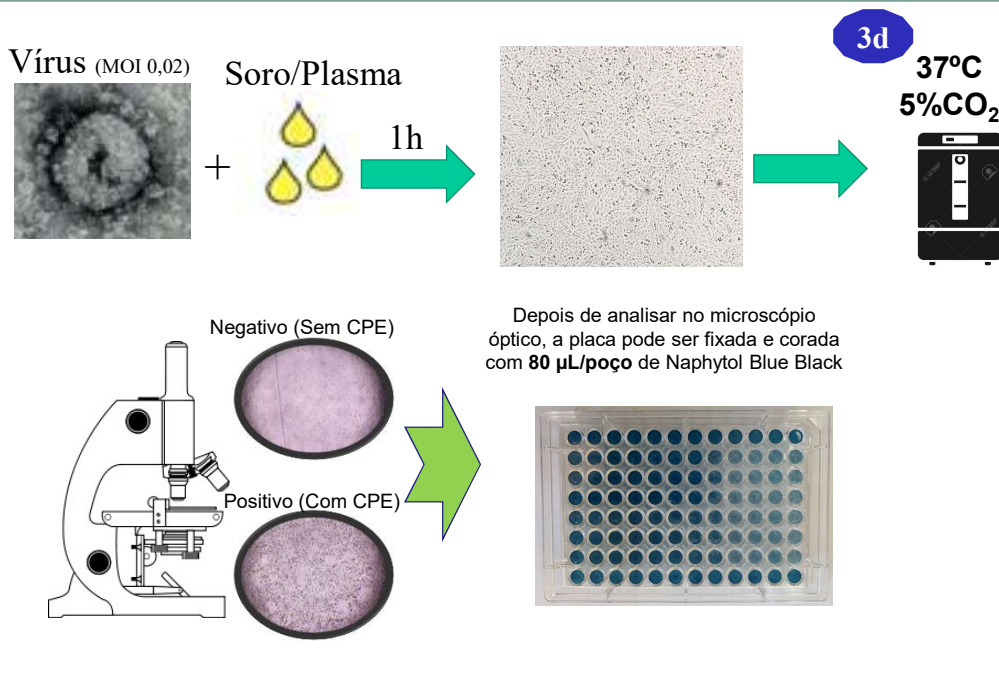 Vírus (MOI 0,02)
+
Soro/Plasma
1h
3d
37ºC
5%CO₂
Negativo (Sem CPE)
Positivo (Com CPE)
Depois de analisar no microscópio
óptico, a placa pode ser fixada e corada
com 80 µL/poço de Naphytol Blue Black